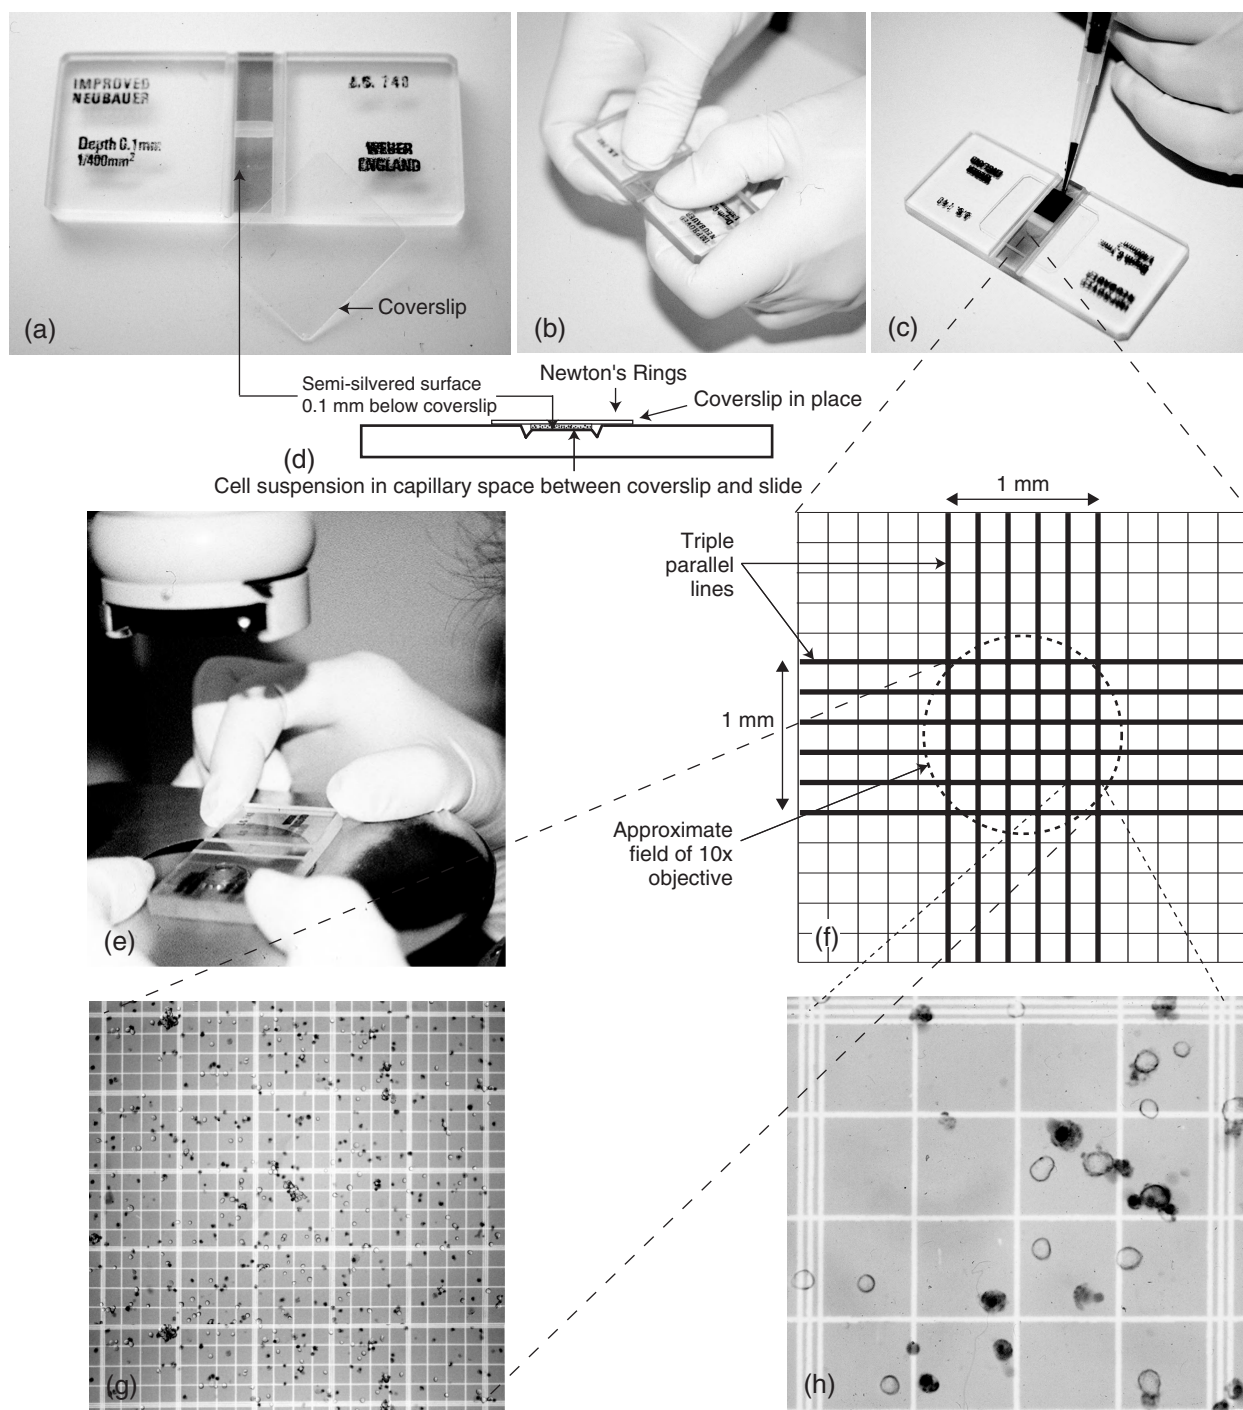 IMPROVED
NEUBAUER
Depth 0.1mm
1/400mm²
WEBER
ENGLAND
Coverslip
(a)
(b)
(c)
Semi-silvered surface
0.1 mm below coverslip
Newton's Rings
Coverslip in place
(d)
Cell suspension in capillary space between coverslip and slide
1 mm
Triple
parallel
lines
1 mm
Approximate
field of 10x
objective
(e)
(f)
(g)
(h)